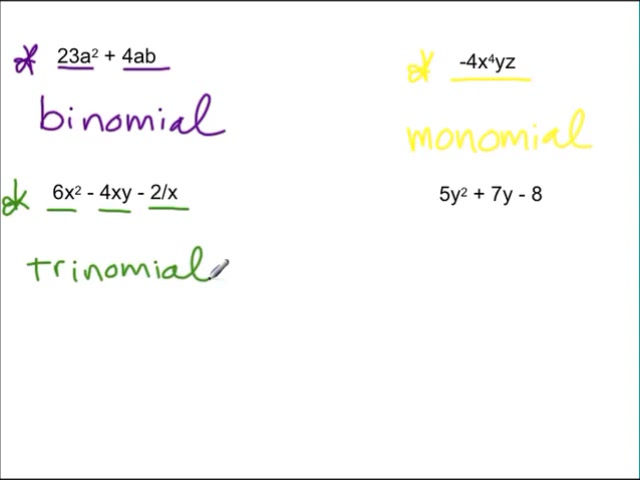 23a² + 4ab
binomial
-4x⁴yz
monomial
6x² - 4xy - 2/x
trinomial
5y² + 7y - 8